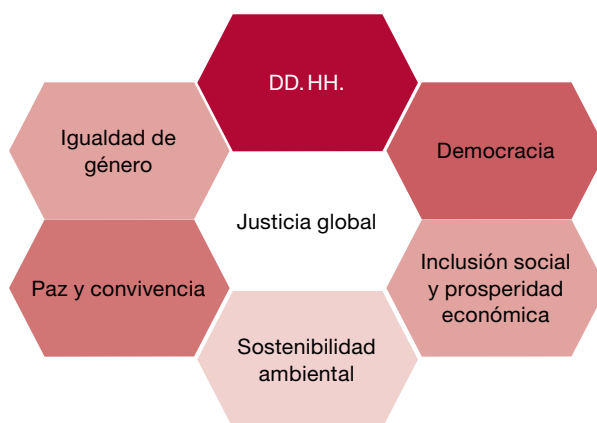 DD. HH.
Igualdad de
género
Democracia
Justicia global
Paz y convivencia
Inclusión social
y prosperidad
económica
Sostenibilidad
ambiental